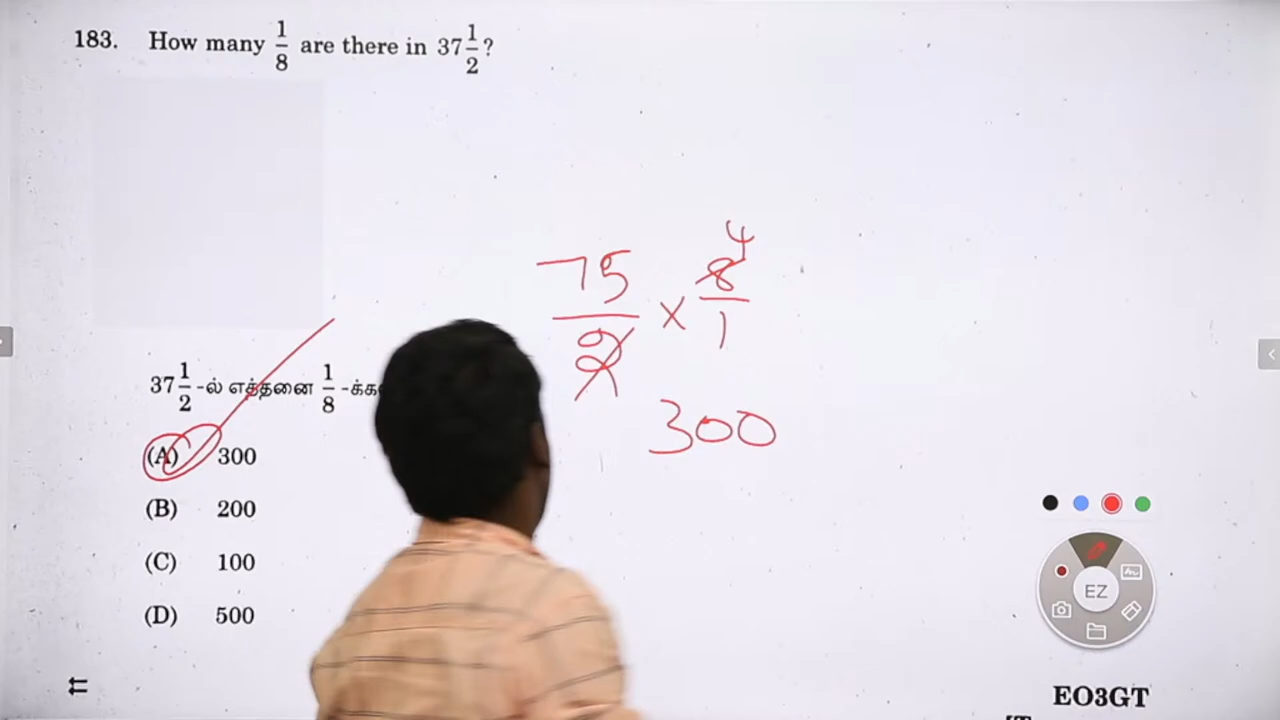 183. How many 1/8 are there in 37 1/2?
75/2 × 8/1
4
300
37 1/2 -ல் எத்தனை 1/8
(A) 300
(B) 200
(C) 100
(D) 500
EZ
EO3GT